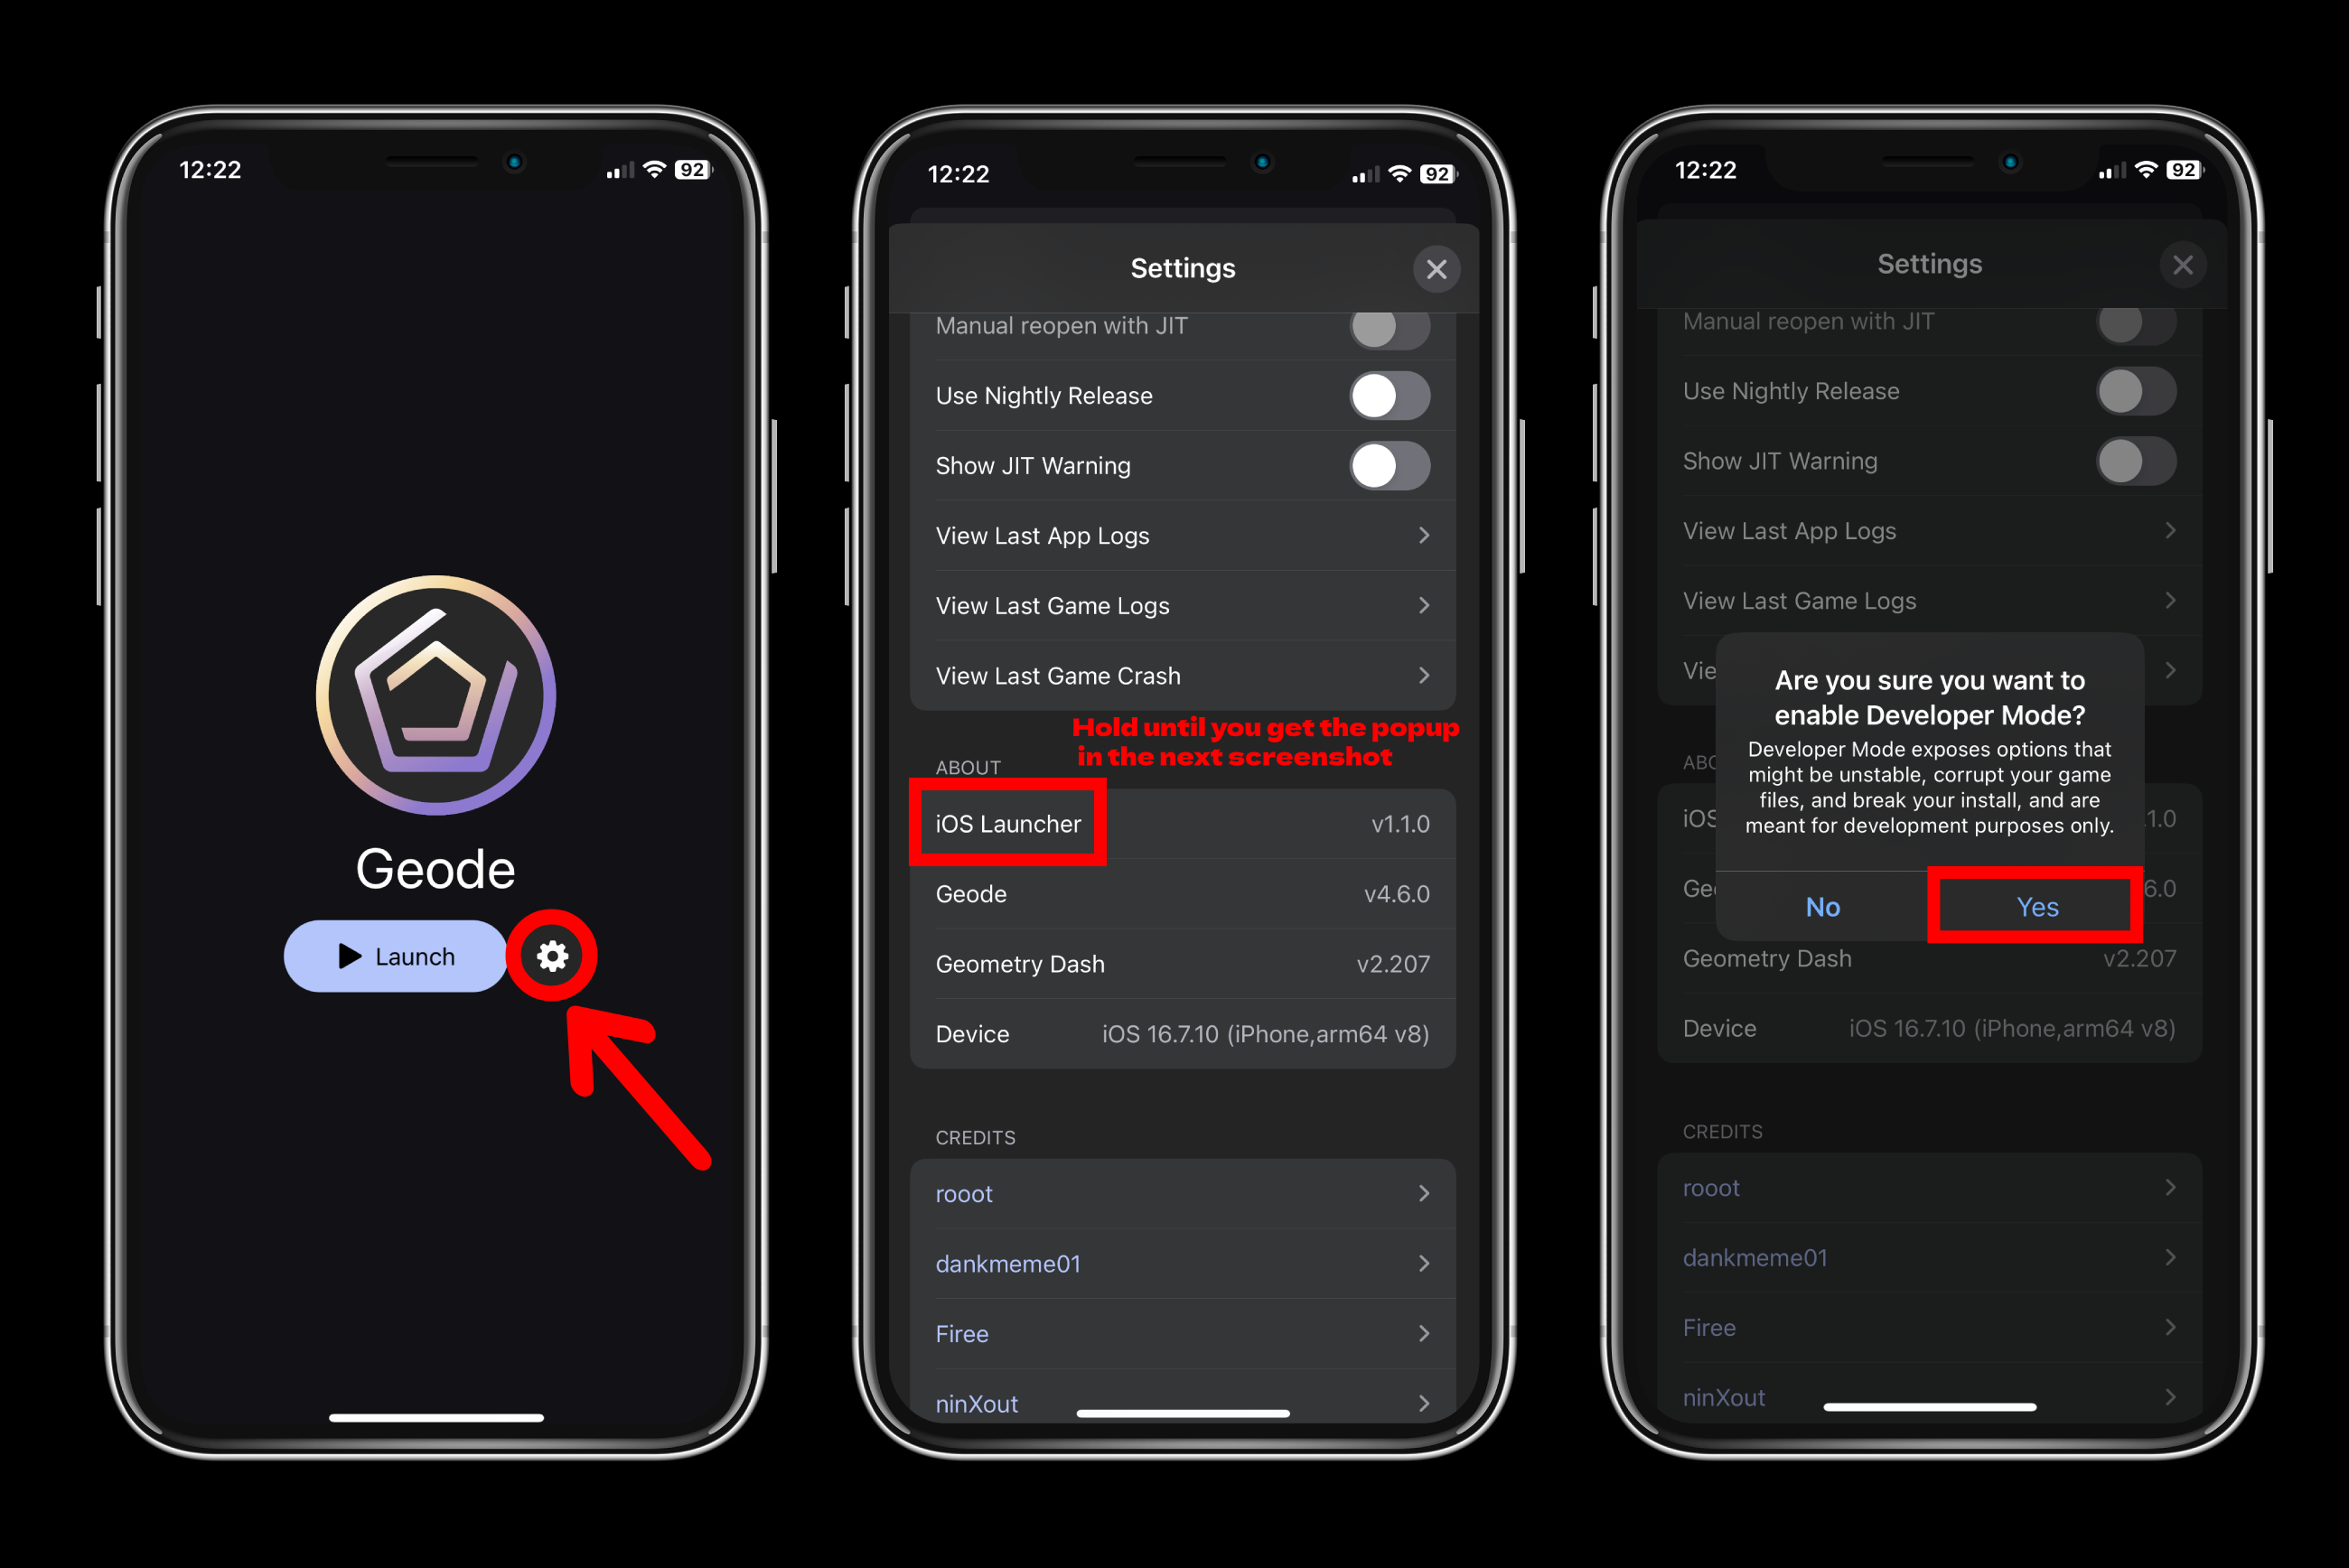 12:22
92
Geode
Launch
12:22
92
Settings
Manual reopen with JIT
Use Nightly Release
Show JIT Warning
View Last App Logs
View Last Game Logs
View Last Game Crash
Hold until you get the popup
in the next screenshot
ABOUT
iOS Launcher v1.1.0
Geode v4.6.0
Geometry Dash v2.207
Device iOS 16.7.10 (iPhone,arm64 v8)
CREDITS
rooot
dankmeme01
Firee
ninXout
12:22
92
Settings
Manual reopen with JIT
Use Nightly Release
Show JIT Warning
View Last App Logs
View Last Game Logs
Vie
Are you sure you want to
enable Developer Mode?
Developer Mode exposes options that
might be unstable, corrupt your game
files, and break your install, and are
meant for development purposes only.
No Yes
ABO
iOS .1.0
Geo 6.0
Geometry Dash v2.207
Device iOS 16.7.10 (iPhone,arm64 v8)
CREDITS
rooot
dankmeme01
Firee
ninXout